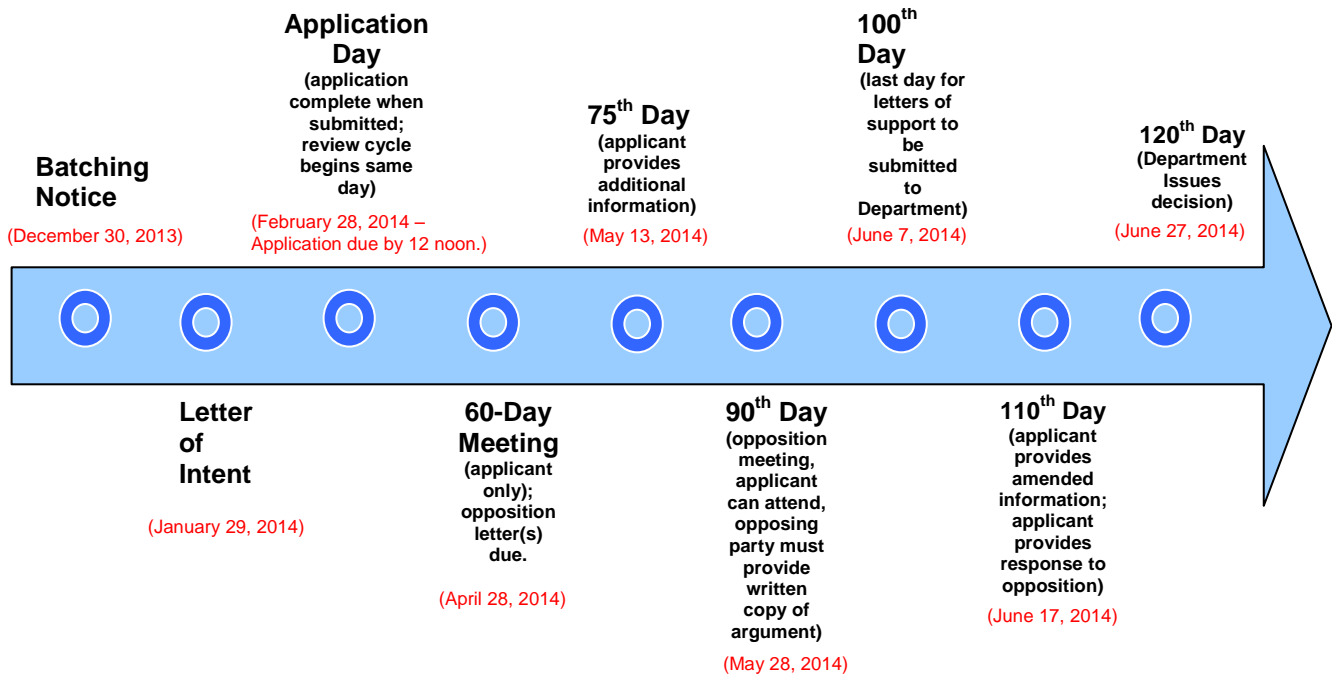 Batching
Notice
(December 30, 2013)
Letter
of
Intent
(January 29, 2014)
Application
Day
(application
complete when
submitted;
review cycle
begins same
day)
(February 28, 2014 –
Application due by 12 noon.)
60-Day
Meeting
(applicant
only);
opposition
letter(s)
due.
(April 28, 2014)
75th Day
(applicant
provides
additional
information)
(May 13, 2014)
90th Day
(opposition
meeting,
applicant
can attend,
opposing
party must
provide
written
copy of
argument)
(May 28, 2014)
100th
Day
(last day for
letters of
support to
be
submitted
to
Department)
(June 7, 2014)
110th Day
(applicant
provides
amended
information;
applicant
provides
response to
opposition)
(June 17, 2014)
120th Day
(Department
Issues
decision)
(June 27, 2014)